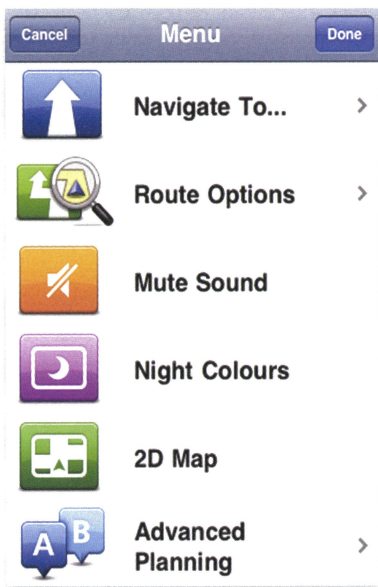 Cancel Menu Done
Navigate To...
Route Options
Mute Sound
Night Colours
2D Map
A B Advanced
Planning